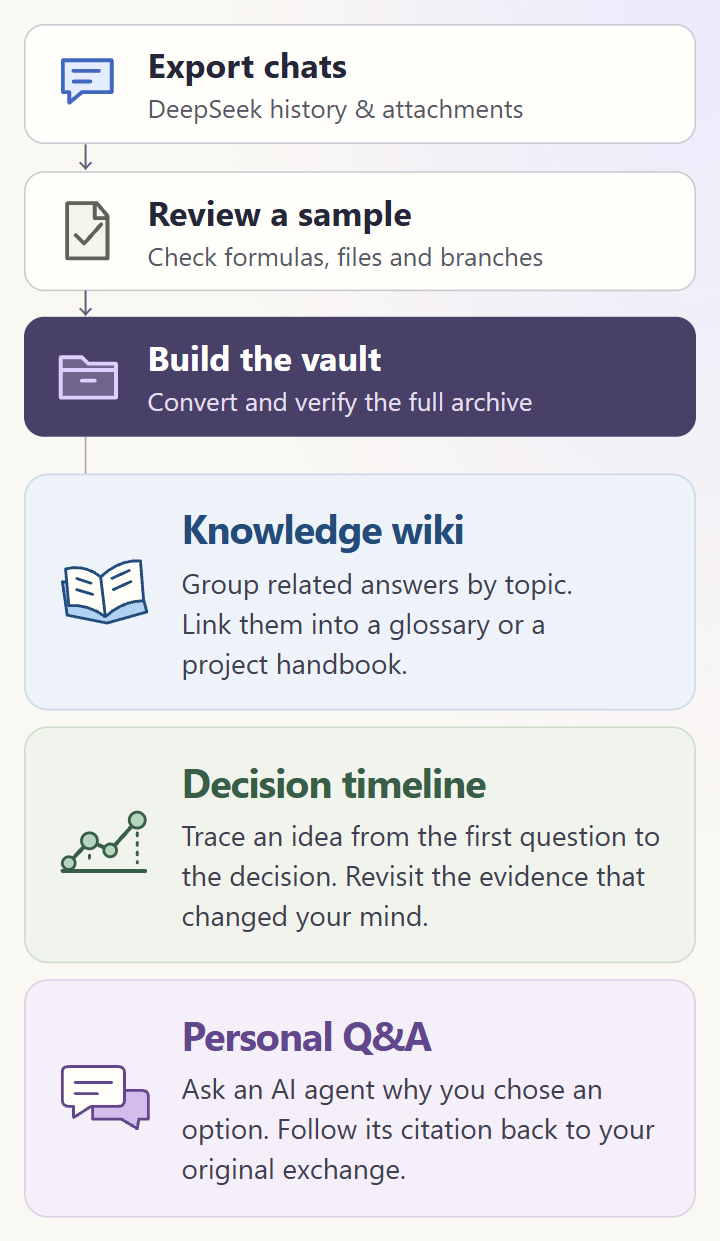 Export chats
DeepSeek history & attachments
Review a sample
Check formulas, files and branches
Build the vault
Convert and verify the full archive
Knowledge wiki
Group related answers by topic.
Link them into a glossary or a
project handbook.
Decision timeline
Trace an idea from the first question to
the decision. Revisit the evidence that
changed your mind.
Personal Q&A
Ask an AI agent why you chose an
option. Follow its citation back to your
original exchange.